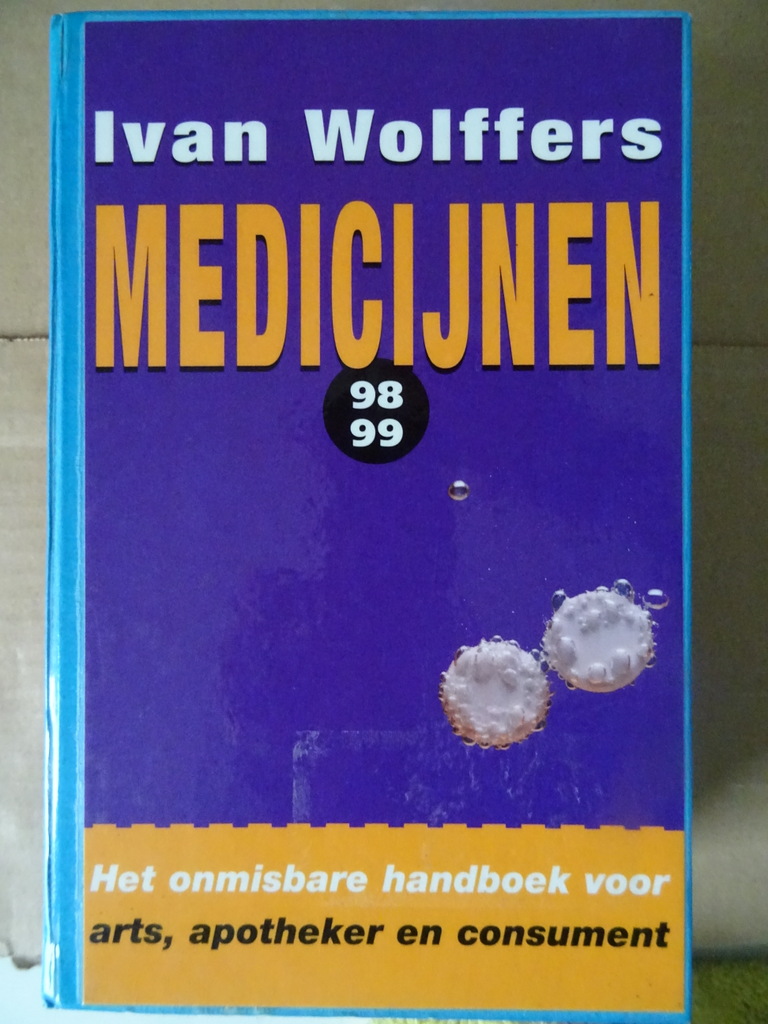 Ivan Wolffers
MEDICIJNEN
98
99
Het onmisbare handboek voor
arts, apotheker en consument